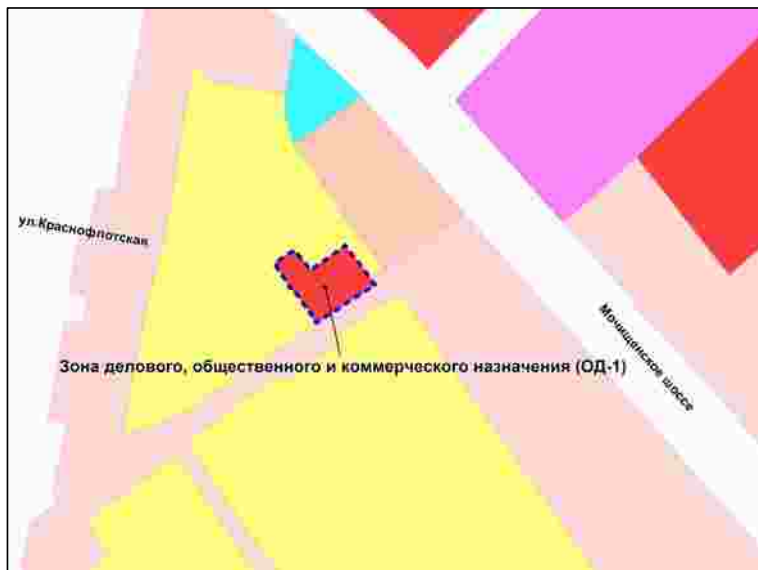 ул.Краснофлотская
Мочищенское шоссе
Зона делового, общественного и коммерческого назначения (ОД-1)